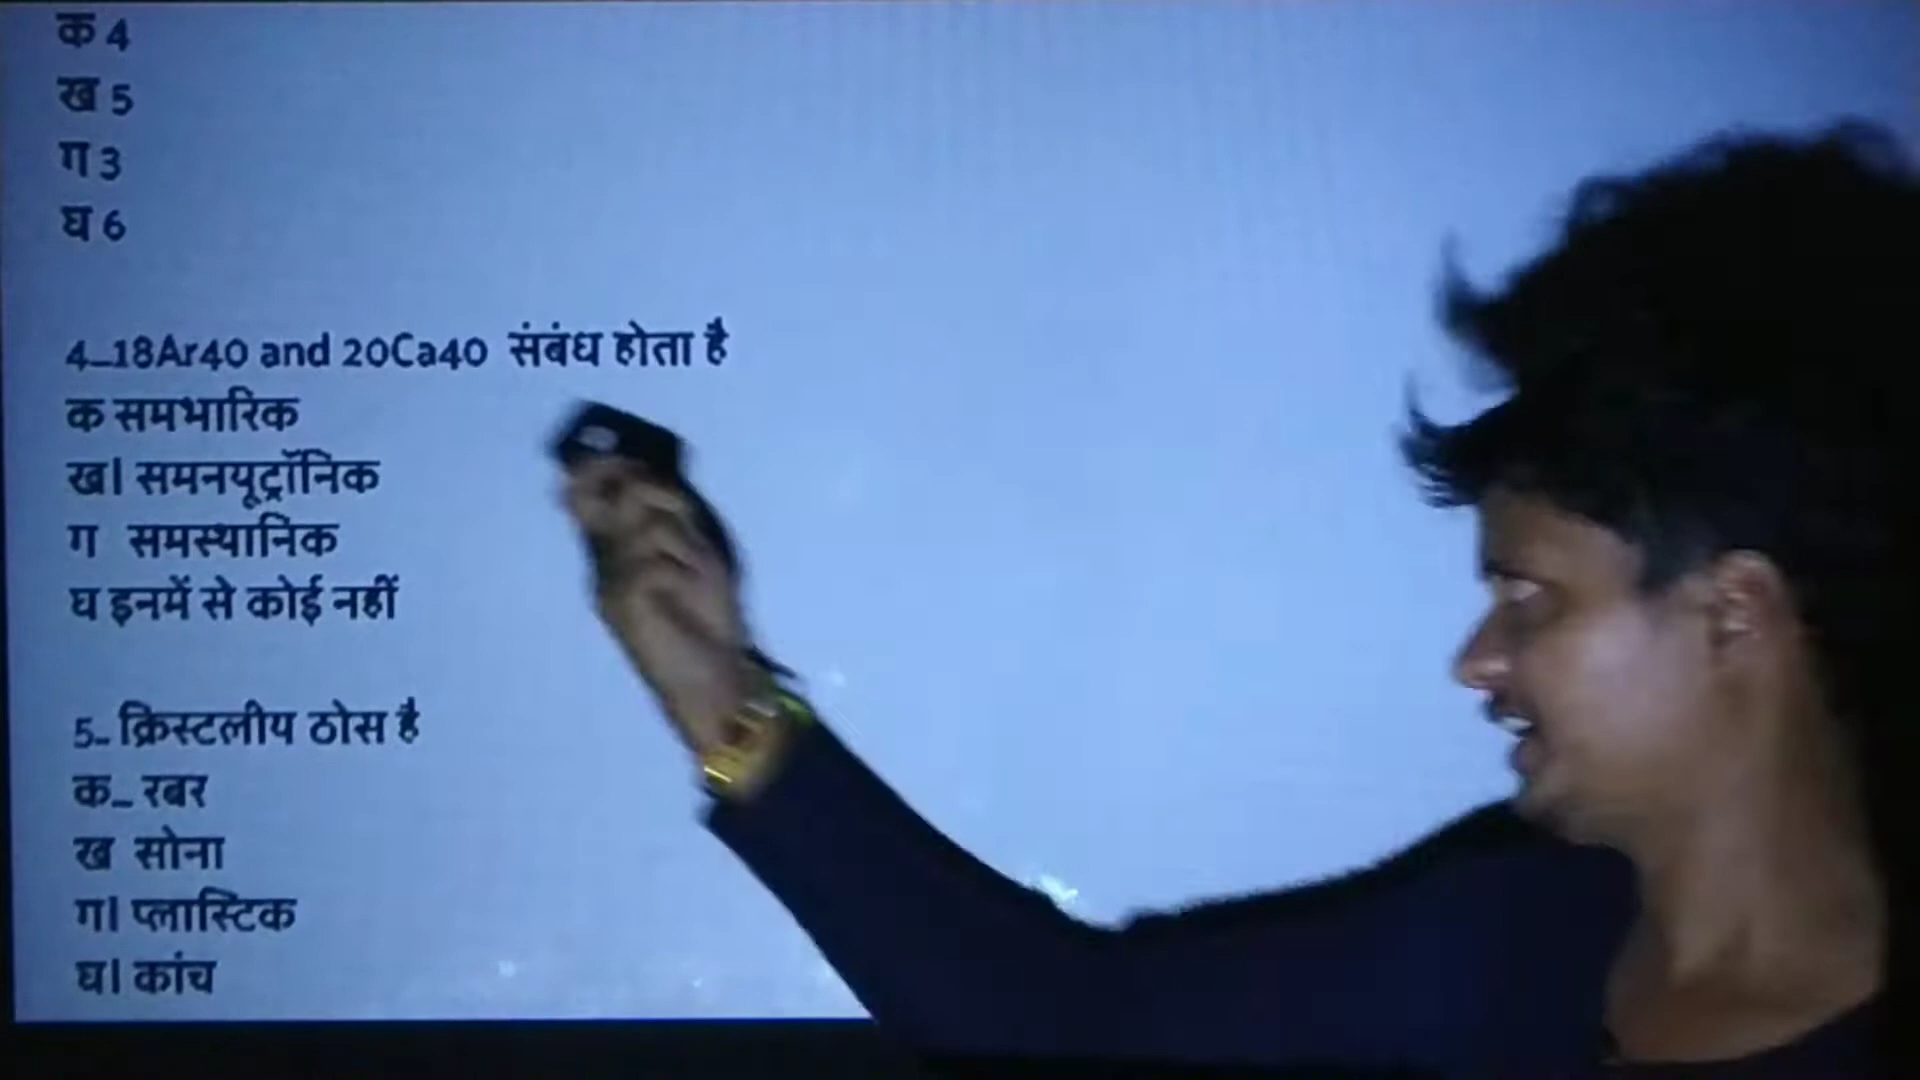 क 4
ख 5
ग 3
घ 6
4_18Ar40 and 20Ca40 संबंध होता है
क समभारिक
ख। समनयूट्रॉनिक
ग समस्थानिक
घ इनमें से कोई नहीं
5_ क्रिस्टलीय ठोस है
क_ रबर
ख सोना
ग। प्लास्टिक
घ। कांच